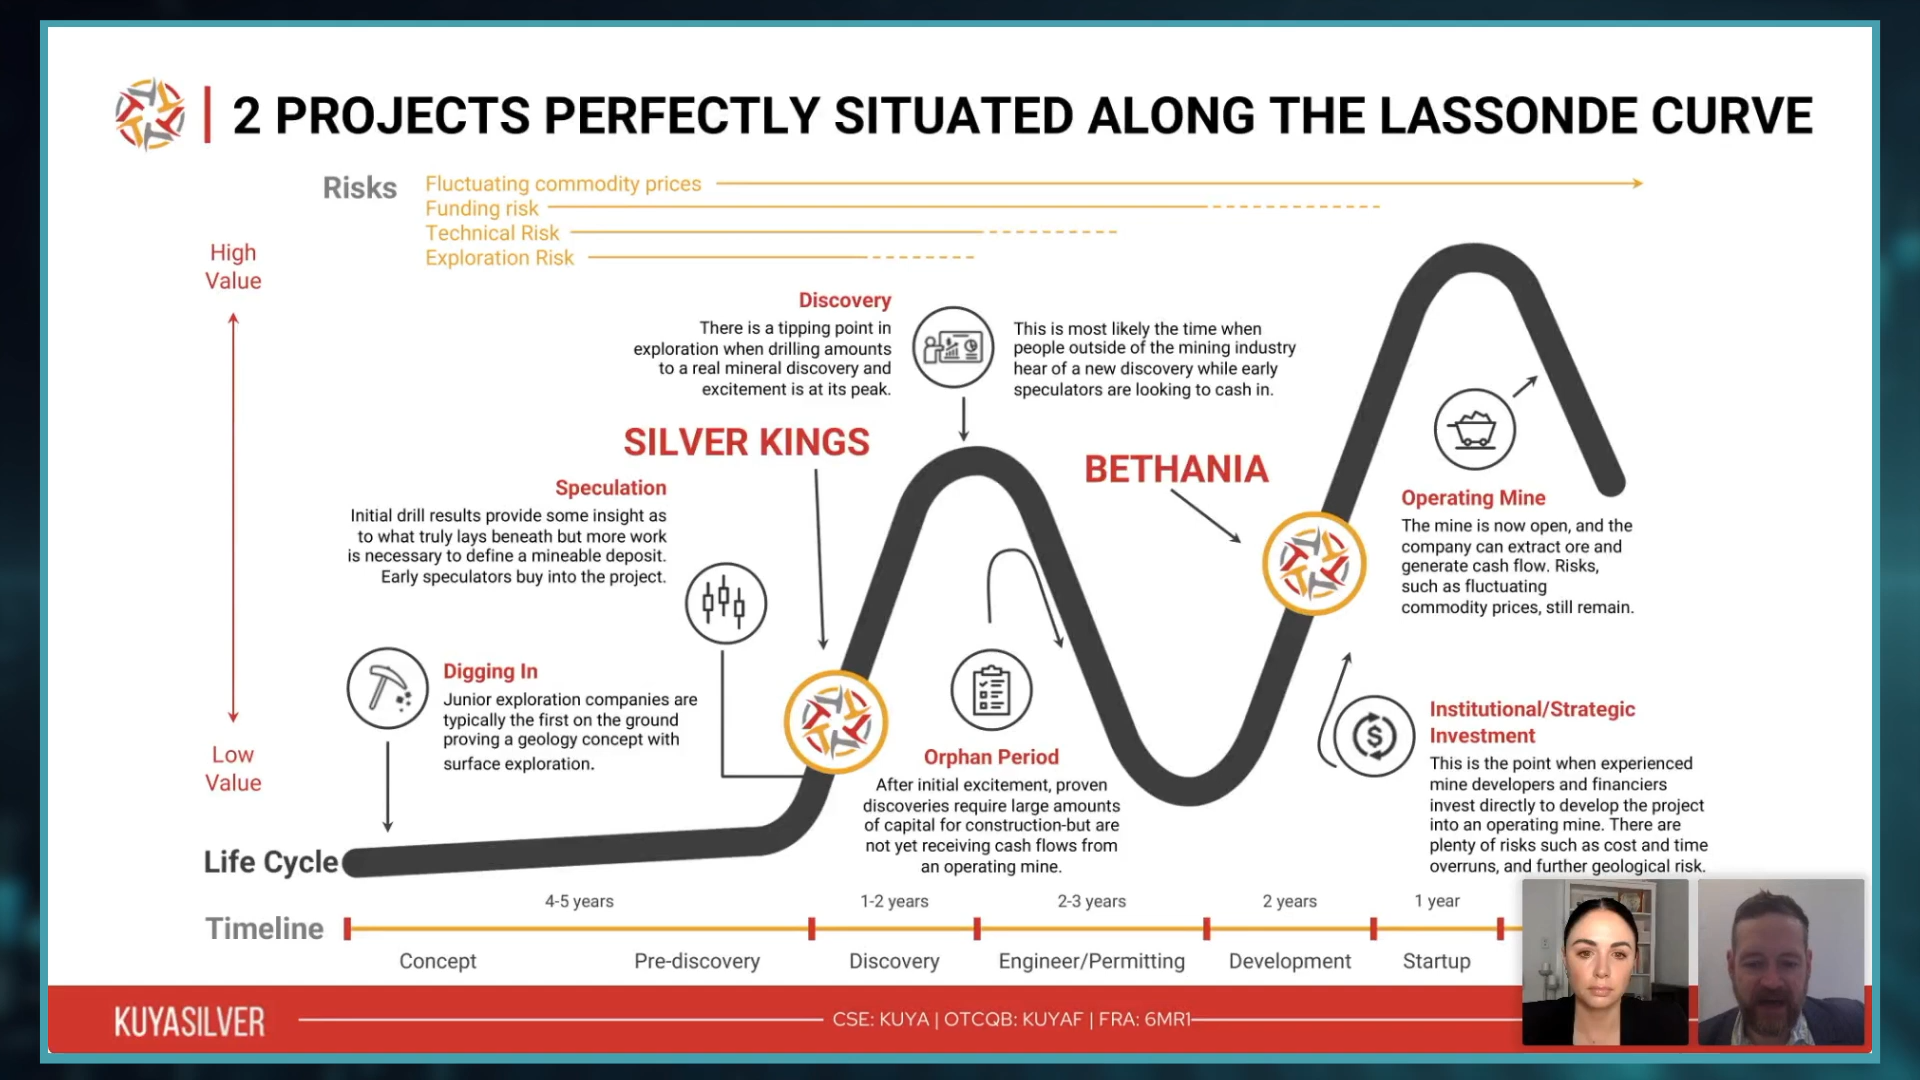 2 PROJECTS PERFECTLY SITUATED ALONG THE LASSONDE CURVE
Risks
Fluctuating commodity prices
Funding risk
Technical Risk
Exploration Risk
High
Value
Discovery
There is a tipping point in
exploration when drilling amounts
to a real mineral discovery and
excitement is at its peak.
This is most likely the time when
people outside of the mining industry
hear of a new discovery while early
speculators are looking to cash in.
SILVER KINGS
BETHANIA
Speculation
Initial drill results provide some insight as
to what truly lays beneath but more work
is necessary to define a mineable deposit.
Early speculators buy into the project.
Operating Mine
The mine is now open, and the
company can extract ore and
generate cash flow. Risks,
such as fluctuating
commodity prices, still remain.
Digging In
Junior exploration companies are
typically the first on the ground
proving a geology concept with
surface exploration.
Low
Value
Orphan Period
After initial excitement, proven
discoveries require large amounts
of capital for construction-but are
not yet receiving cash flows from
an operating mine.
$
Institutional/Strategic
Investment
This is the point when experienced
mine developers and financiers
invest directly to develop the project
into an operating mine. There are
plenty of risks such as cost and time
overruns, and further geological risk.
Life Cycle
Timeline
4-5 years
1-2 years
2-3 years
2 years
1 year
Concept
Pre-discovery
Discovery
Engineer/Permitting
Development
Startup
KUYASILVER
CSE: KUYA | OTCQB: KUYAF | FRA: 6MR1